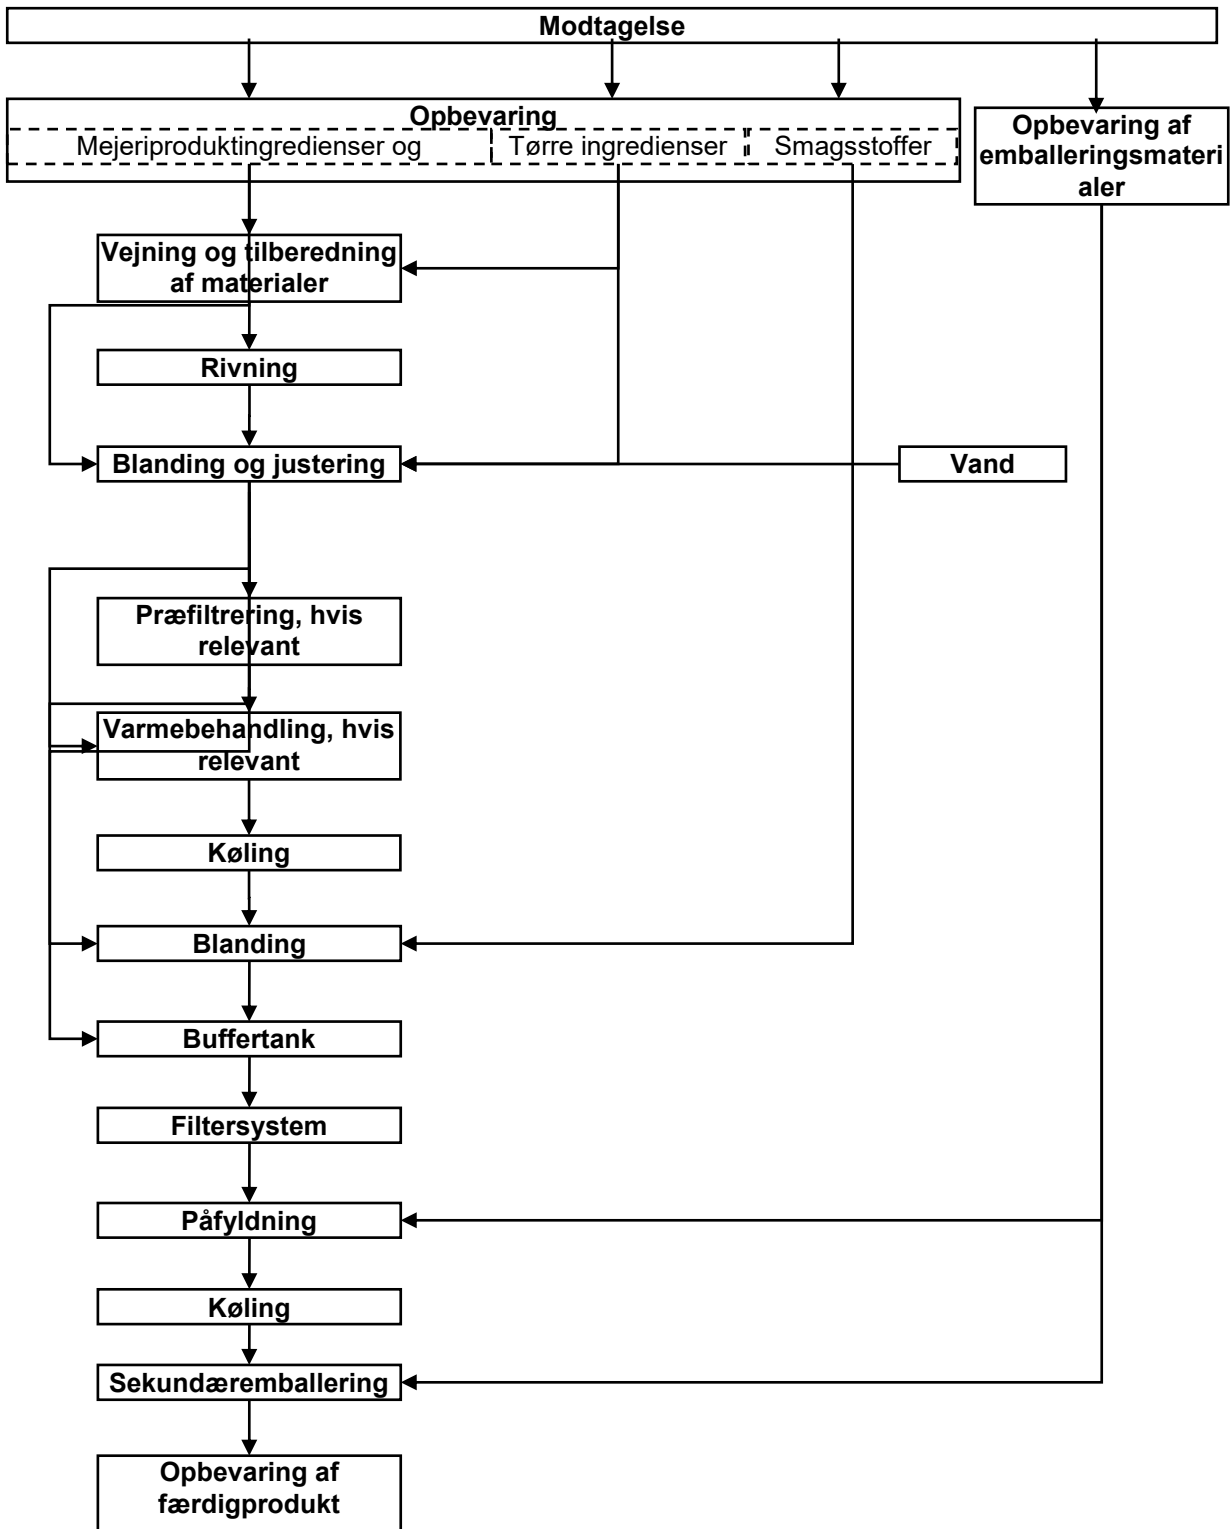 Modtagelse
Opbevaring
Mejeriproduktingredienser og
Tørre ingredienser
Smagsstoffer
Opbevaring af
emballeringsmateri
aler
Vejning og tilberedning
af materialer
Rivning
Blanding og justering
Vand
Præfiltrering, hvis
relevant
Varmebehandling, hvis
relevant
Køling
Blanding
Buffertank
Filtersystem
Påfyldning
Køling
Sekundæremballering
Opbevaring af
færdigprodukt